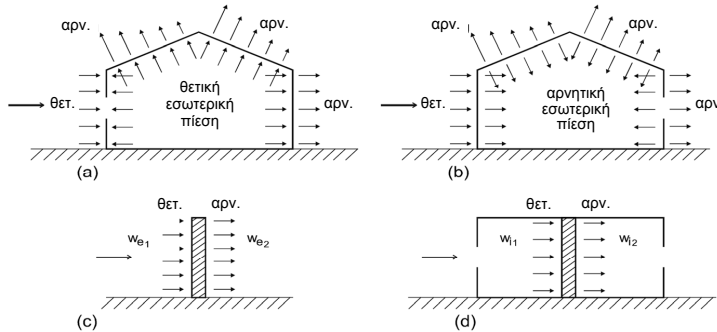 αρν.
αρν.
θετ.
θετική
εσωτερική
πίεση
αρν.
(a)
αρν.
αρν.
θετ.
αρνητική
εσωτερική
πίεση
αρν
(b)
θετ.
αρν.
we1
we2
(c)
θετ.
αρν.
wi1
wi2
(d)